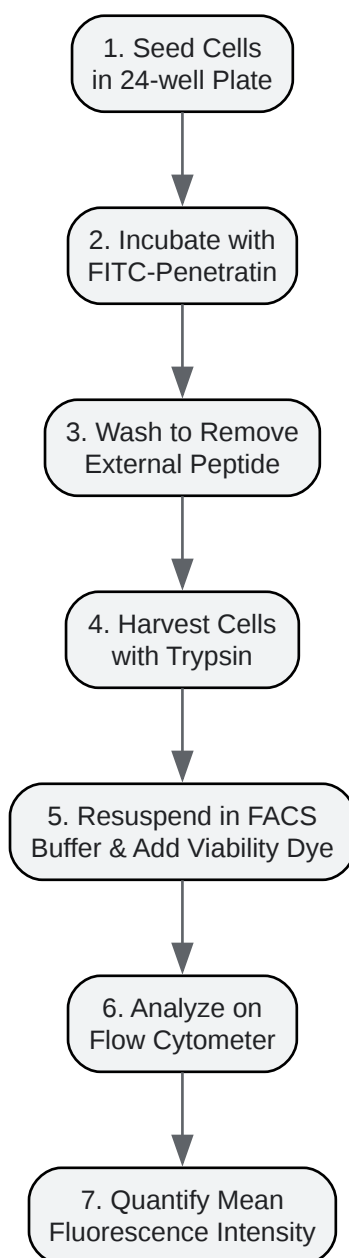 1. Seed Cells
in 24-well Plate
2. Incubate with
FITC-Penetratin
3. Wash to Remove
External Peptide
4. Harvest Cells
with Trypsin
5. Resuspend in FACS
Buffer & Add Viability Dye
6. Analyze on
Flow Cytometer
7. Quantify Mean
Fluorescence Intensity